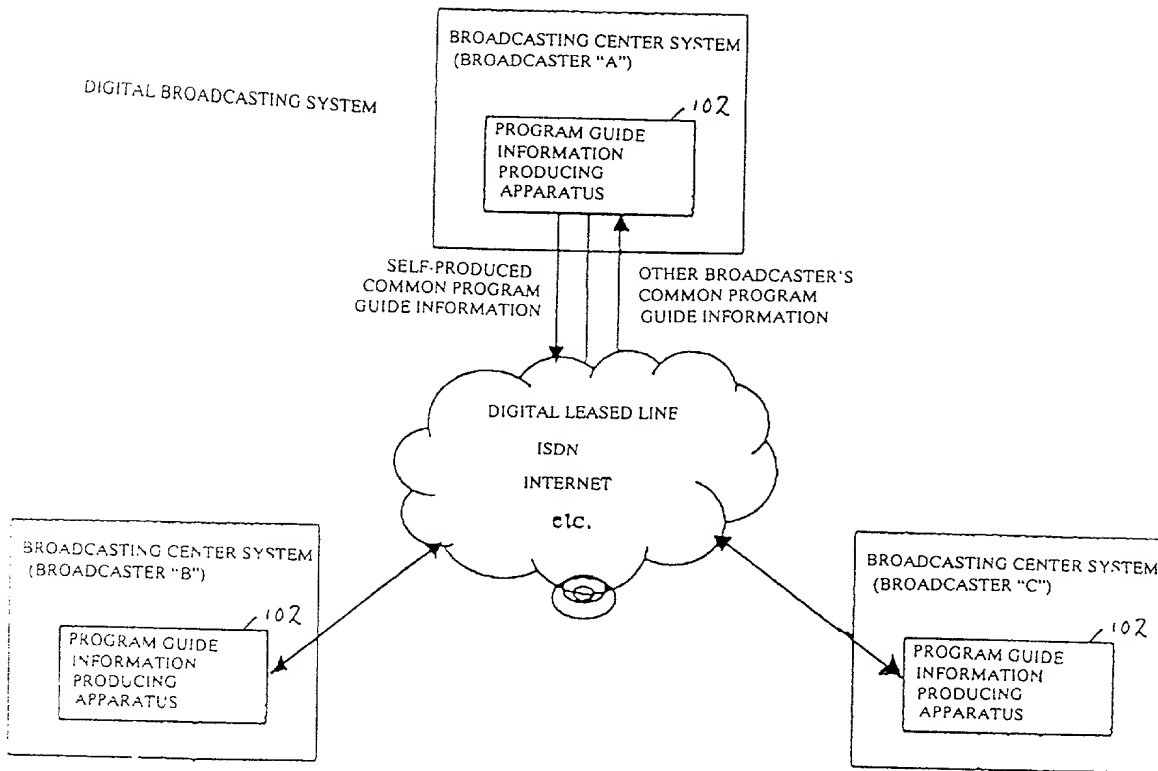 BROADCASTING CENTER SYSTEM
(BROADCASTER "A")
DIGITAL BROADCASTING SYSTEM
102
PROGRAM GUIDE
INFORMATION
PRODUCING
APPARATUS
SELF-PRODUCED
COMMON PROGRAM
GUIDE INFORMATION
OTHER BROADCASTER'S
COMMON PROGRAM
GUIDE INFORMATION
DIGITAL LEASED LINE
ISDN
INTERNET
etc.
BROADCASTING CENTER SYSTEM
(BROADCASTER "B")
102
PROGRAM GUIDE
INFORMATION
PRODUCING
APPARATUS
BROADCASTING CENTER SYSTEM
(BROADCASTER "C")
102
PROGRAM GUIDE
INFORMATION
PRODUCING
APPARATUS